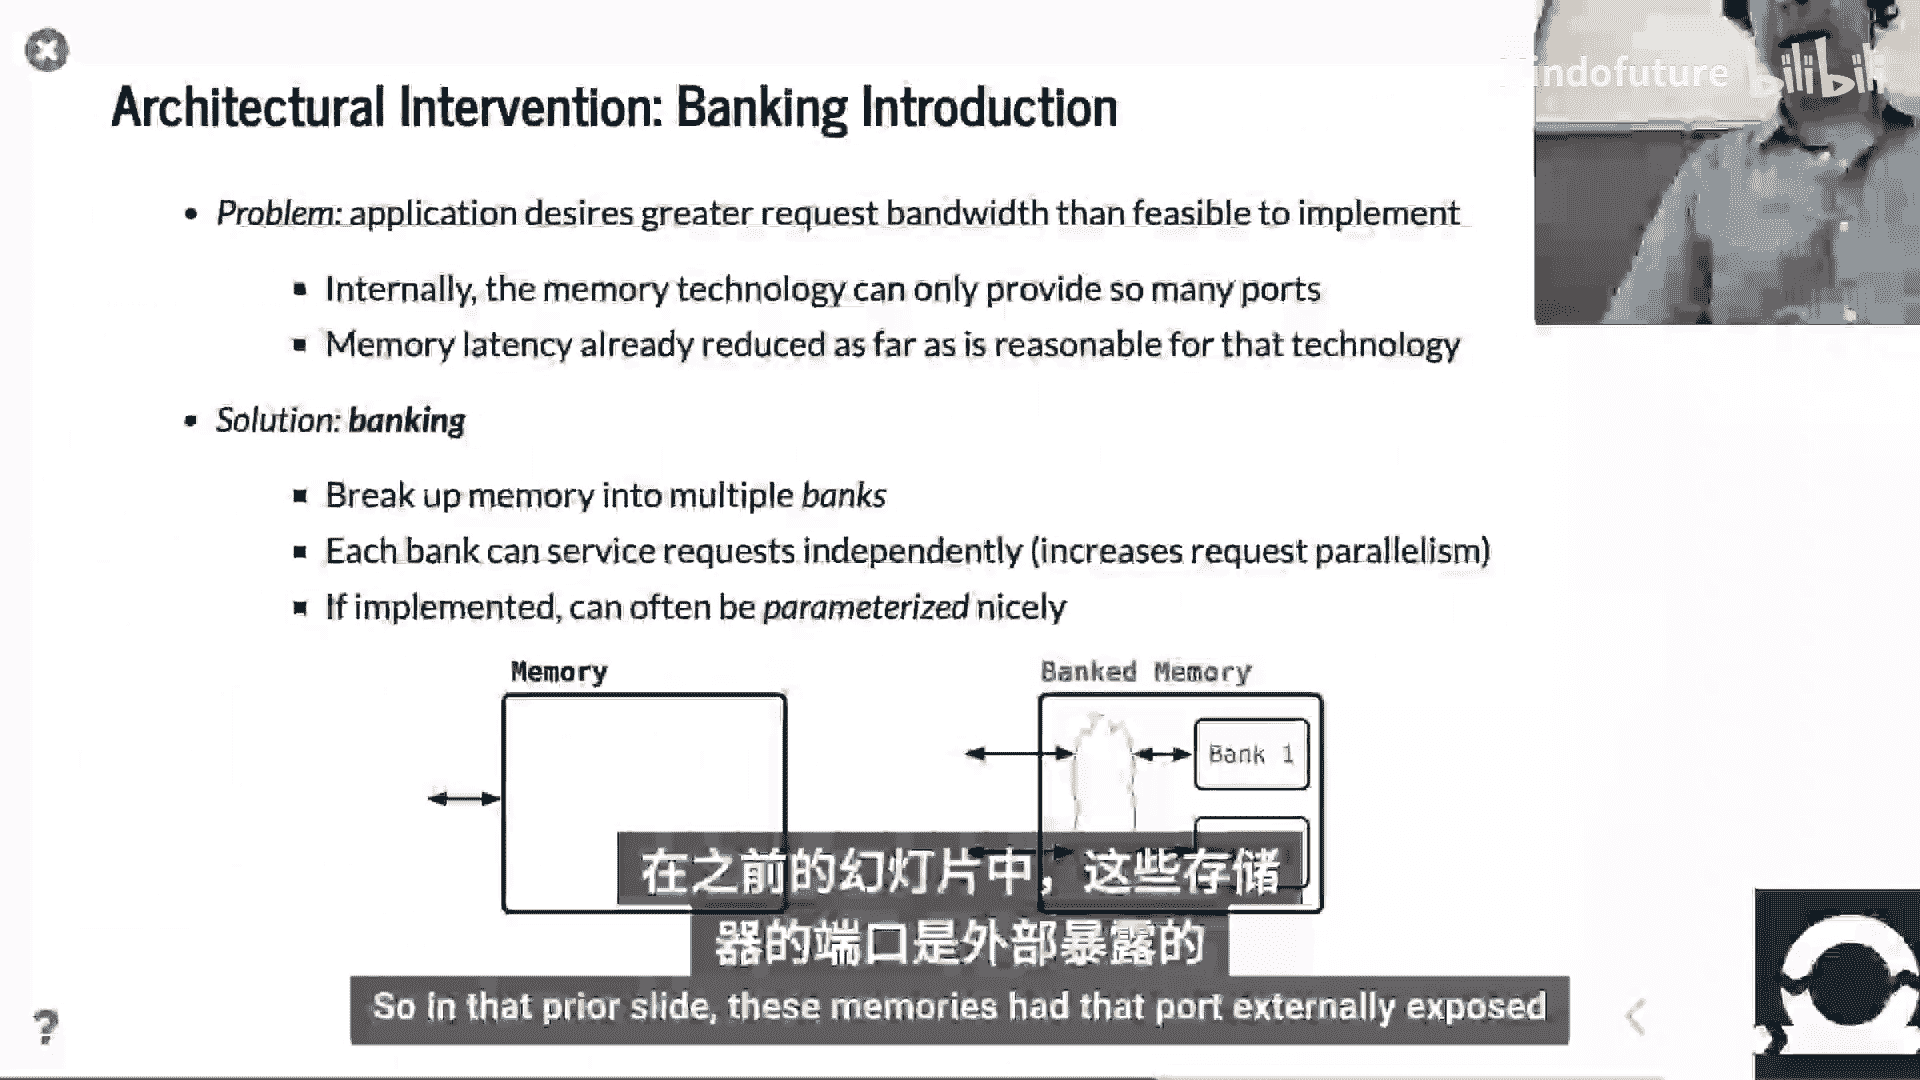 indofuture bilibili
Architectural Intervention: Banking Introduction
• Problem: application desires greater request bandwidth than feasible to implement
▪ Internally, the memory technology can only provide so many ports
▪ Memory latency already reduced as far as is reasonable for that technology
• Solution: banking
▪ Break up memory into multiple banks
▪ Each bank can service requests independently (increases request parallelism)
▪ If implemented, can often be parameterized nicely
Memory
Banked Memory
Bank 1
在之前的幻灯片中，这些存储
器的端口是外部暴露的
So in that prior slide, these memories had that port externally exposed
?